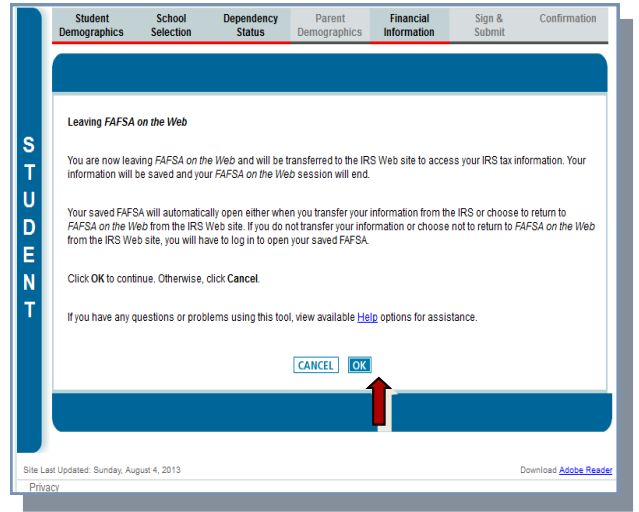 Student Demographics School Selection Dependency Status Parent Demographics Financial Information Sign & Submit Confirmation
STUDENT
Leaving FAFSA on the Web
You are now leaving FAFSA on the Web and will be transferred to the IRS Web site to access your IRS tax information. Your
information will be saved and your FAFSA on the Web session will end.
Your saved FAFSA will automatically open either when you transfer your information from the IRS or choose to return to
FAFSA on the Web from the IRS Web site. If you do not transfer your information or choose not to return to FAFSA on the Web
from the IRS Web site, you will have to log in to open your saved FAFSA.
Click OK to continue. Otherwise, click Cancel.
If you have any questions or problems using this tool, view available Help options for assistance.
CANCEL OK
Site Last Updated: Sunday, August 4, 2013 Download Adobe Reader
Privacy